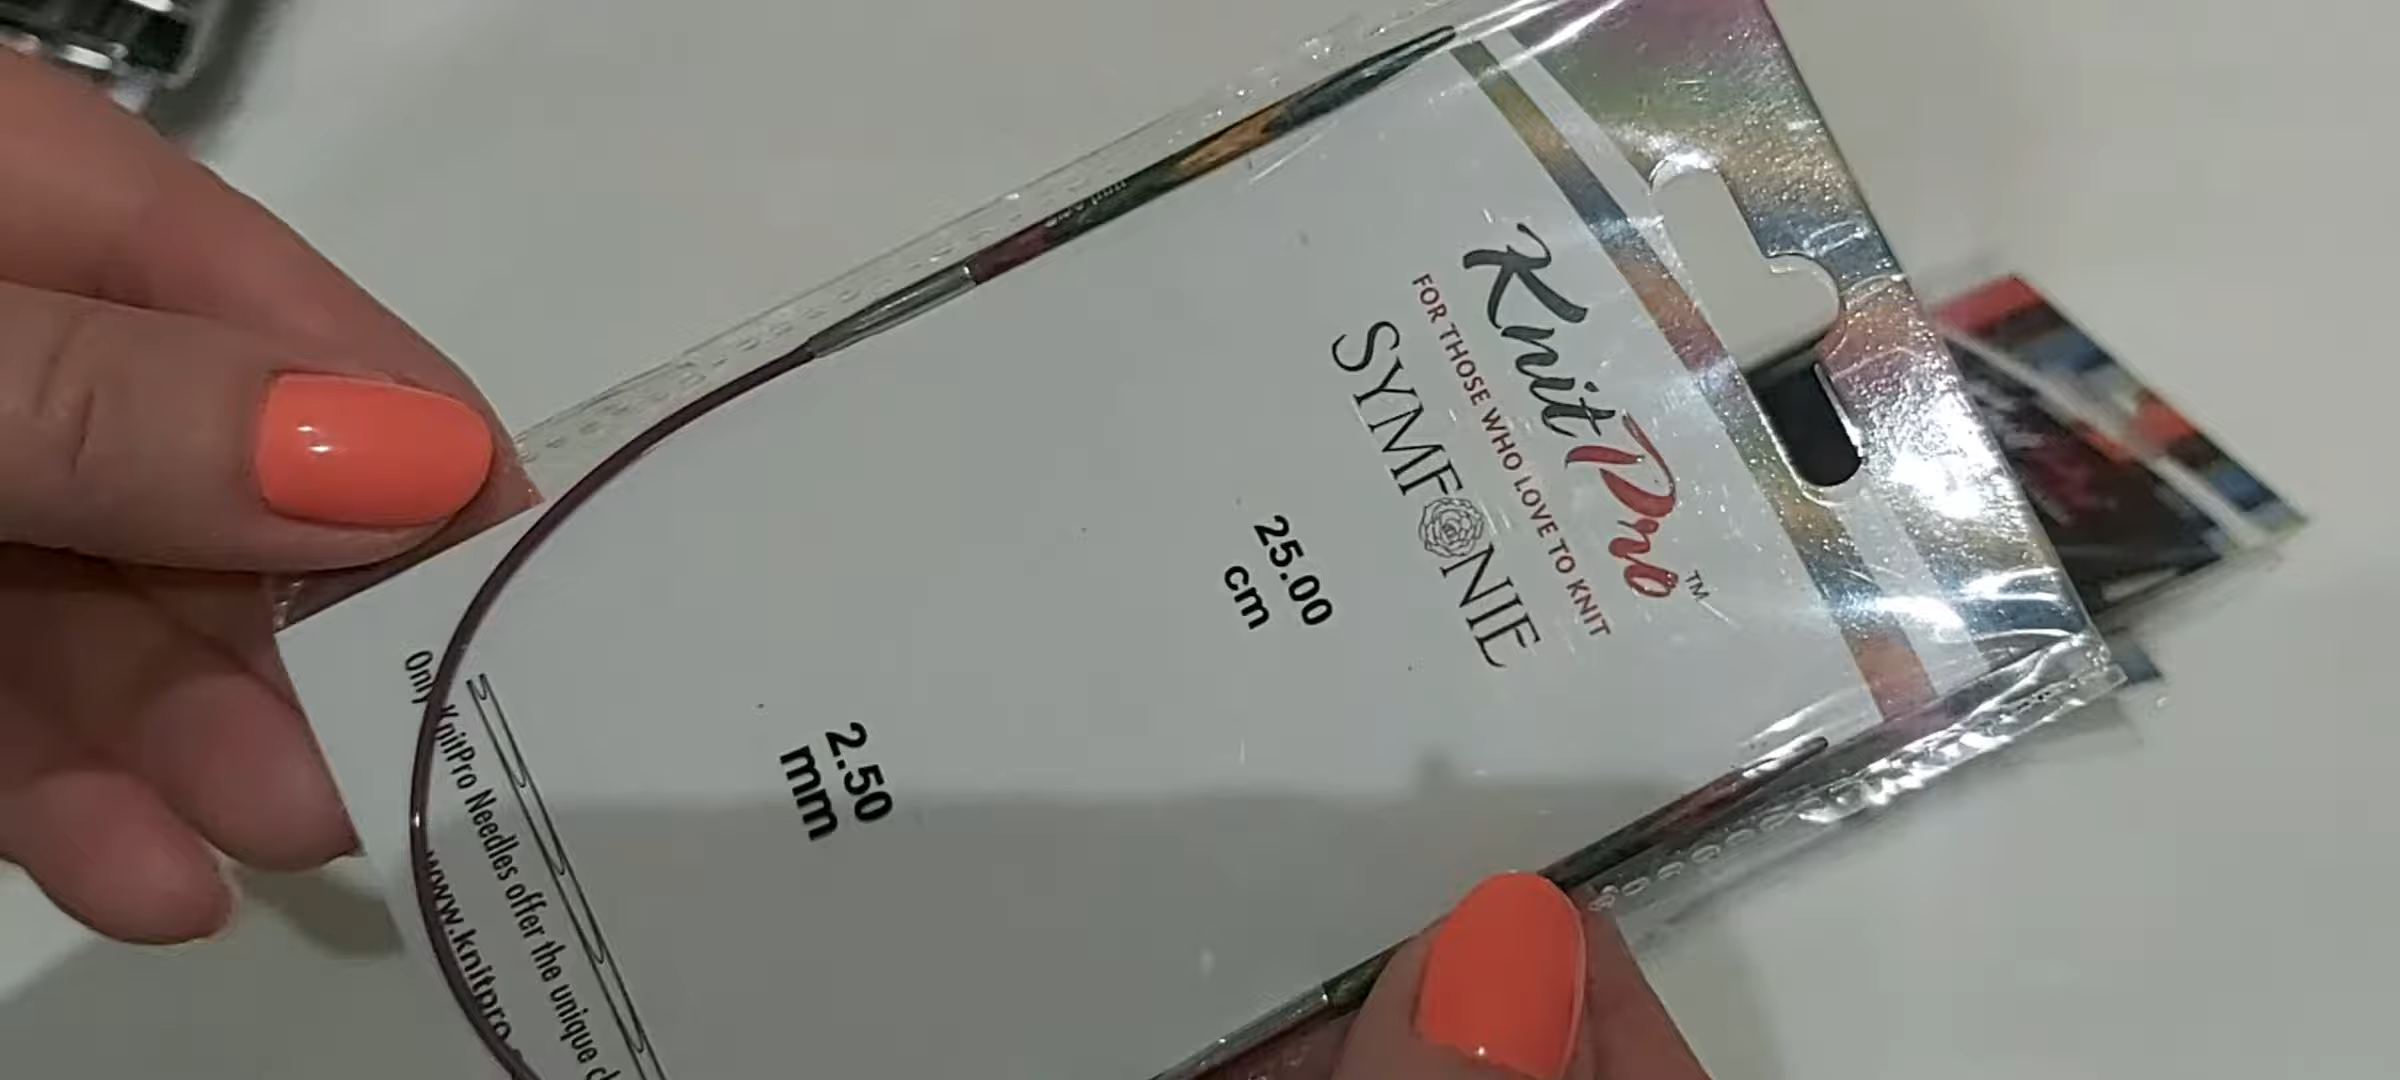 KnitPro™
FOR THOSE WHO LOVE TO KNIT
SYMFONIE
25.00
cm
2.50
mm
Only KnitPro Needles offer the unique
www.knitpro